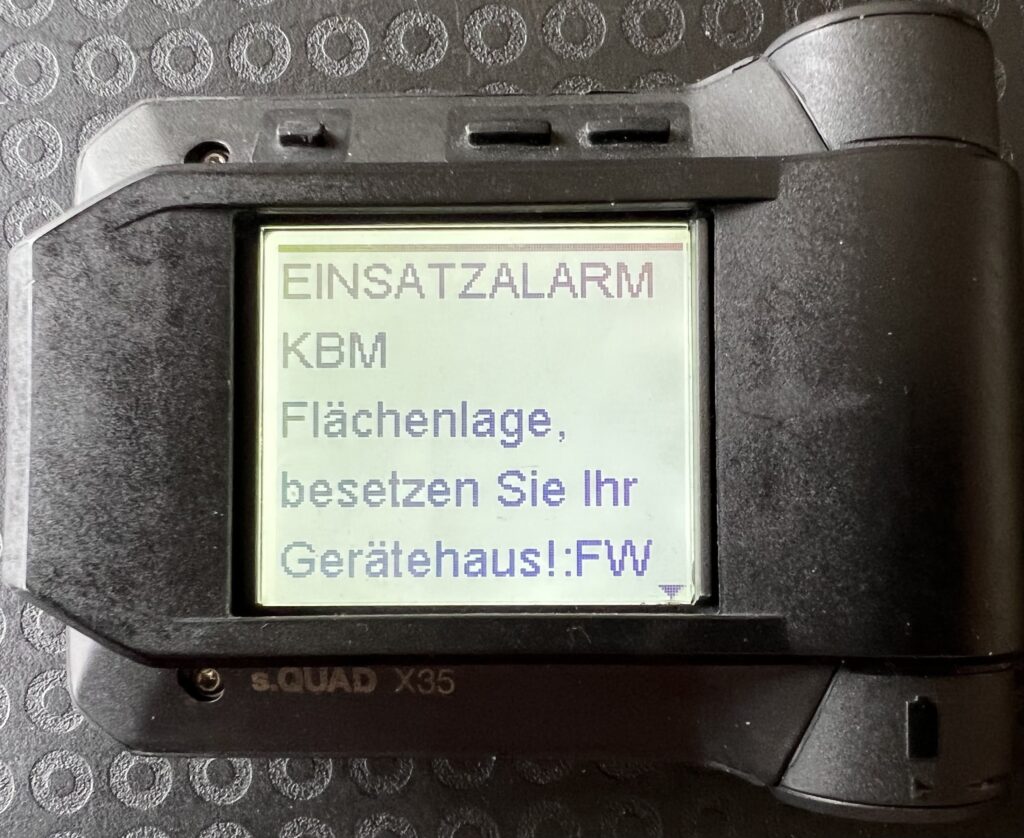 EINSATZALARM
KBM
Flächenlage,
besetzen Sie Ihr
Gerätehaus!:FW
s.QUAD X35